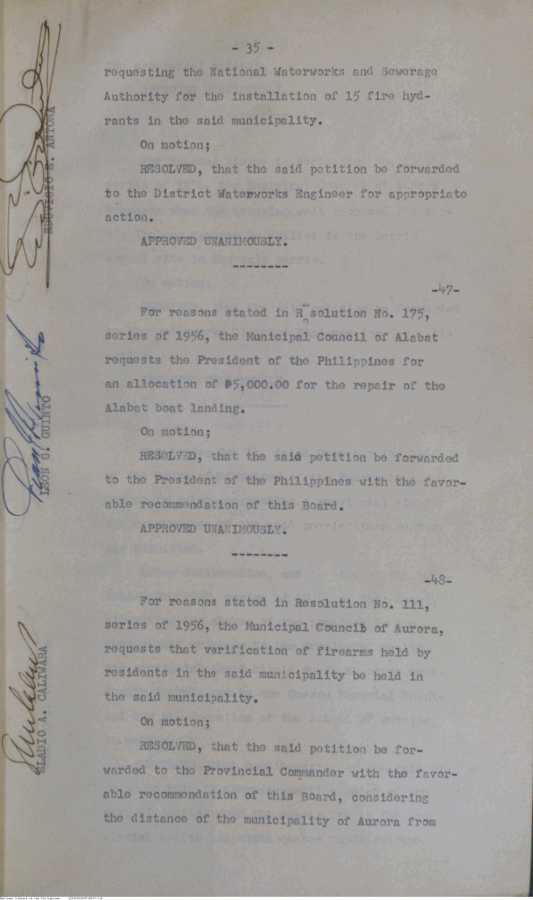 - 35 -
requesting the National Waterworks and Sewerage
Authority for the installation of 15 fire hyd-
rants in the said municipality.
On motion;
RESOLVED, that the said petition be forwarded
to the District Waterworks Engineer for appropriate
action.
APPROVED UNANIMOUSLY.
--------
-47-
For reasons stated in Resolution No. 175,
series of 1956, the Municipal Council of Alabat
requests the President of the Philippines for
an allocation of ₱5,000.00 for the repair of the
Alabat boat landing.
On motion;
RESOLVED, that the said petition be forwarded
to the President of the Philippines with the favor-
able recommendation of this Board.
APPROVED UNANIMOUSLY.
--------
-48-
For reasons stated in Resolution No. 111,
series of 1956, the Municipal Council of Aurora,
requests that verification of firearms held by
residents in the said municipality be held in
the said municipality.
On motion;
RESOLVED, that the said petition be for-
warded to the Provincial Commander with the favor-
able recommendation of this Board, considering
the distance of the municipality of Aurora from
S. ANTONA
LEON G. GUINTO
ELADIO A. CALIWARA